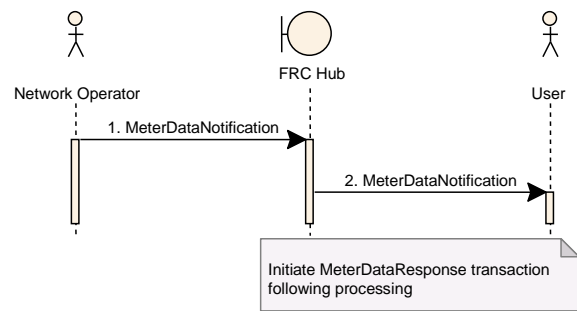 FRC Hub
Network Operator
User
1. MeterDataNotification
2. MeterDataNotification
Initiate MeterDataResponse transaction
following processing